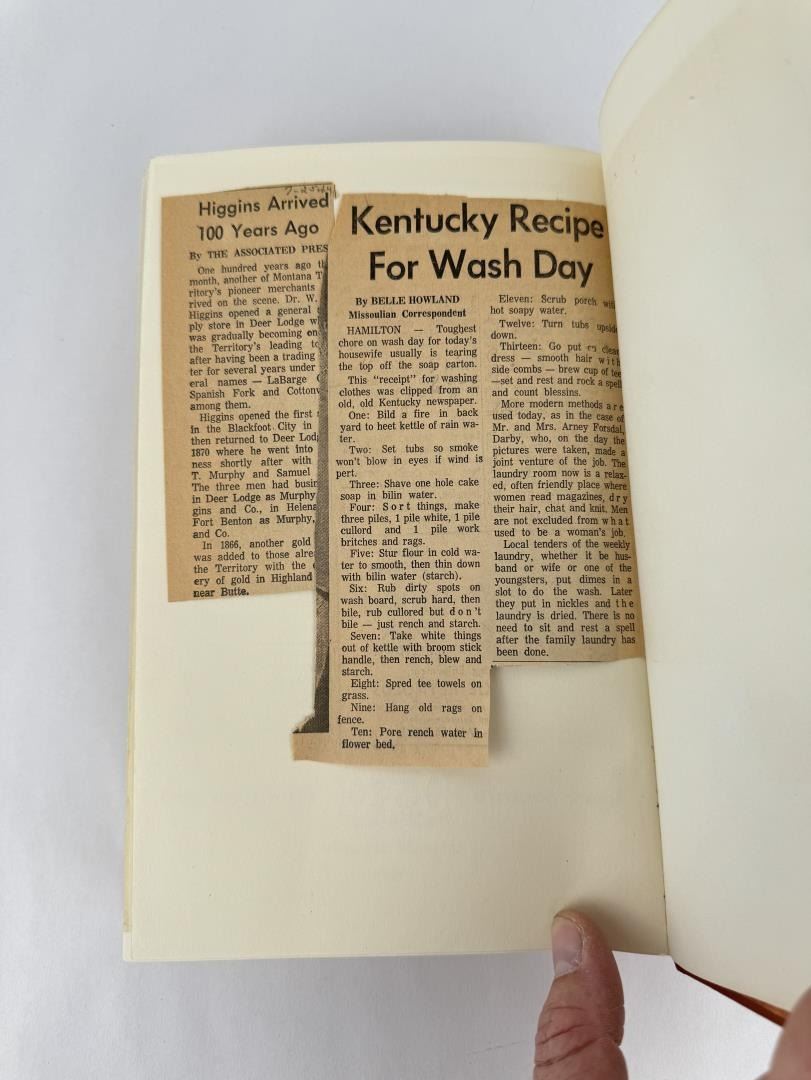 Higgins Arrived
100 Years Ago
By THE ASSOCIATED PRES
One hundred years ago
month, another of Montana T
ritory's pioneer merchants
rived on the scene. Dr. W.
Higgins opened a general
ply store in Deer Lodge w
was gradually becoming on
the Territory's leading to
after having been a trading
ter for several years under
eral names — LaBarge
Spanish Fork and Cottonw
among them.
Higgins opened the first
in the Blackfoot City in
then returned to Deer Lod
1870 where he went into
ness shortly after with
T. Murphy and Samuel
The three men had busin
in Deer Lodge as Murphy
gins and Co., in Helena
Fort Benton as Murphy,
and Co.
In 1866, another gold
was added to those alrea
the Territory with the
ery of gold in Highland
near Butte.
Kentucky Recipe
For Wash Day
By BELLE HOWLAND
Missoulian Correspondent
HAMILTON — Toughest
chore on wash day for today's
housewife usually is tearing
the top off the soap carton.
This "receipt" for washing
clothes was clipped from an
old, old Kentucky newspaper.
One: Bild a fire in back
yard to heet kettle of rain wa-
ter.
Two: Set tubs so smoke
won't blow in eyes if wind is
pert.
Three: Shave one hole cake
soap in bilin water.
Four: Sort things, make
three piles, 1 pile white, 1 pile
cullord and 1 pile work
britches and rags.
Five: Stur flour in cold wa-
ter to smooth, then thin down
with bilin water (starch).
Six: Rub dirty spots on
wash board, scrub hard, then
bile, rub cullored but don't
bile — just rench and starch.
Seven: Take white things
out of kettle with broom stick
handle, then rench, blew and
starch.
Eight: Spred tee towels on
grass.
Nine: Hang old rags on
fence.
Ten: Pore rench water in
flower bed,
Eleven: Scrub porch with
hot soapy water.
Twelve: Turn tubs upside
down.
Thirteen: Go put on clean
dress — smooth hair with
side combs — brew cup of tee
—set and rest and rock a spell
and count blessins.
More modern methods are
used today, as in the case of
Mr. and Mrs. Arney Forsdal,
Darby, who, on the day the
pictures were taken, made a
joint venture of the job. The
laundry room now is a relax-
ed, often friendly place where
women read magazines, dry
their hair, chat and knit. Men
are not excluded from what
used to be a woman's job.
Local tenders of the weekly
laundry, whether it be hus-
band or wife or one of the
youngsters, put dimes in a
slot to do the wash. Later
they put in nickles and the
laundry is dried. There is no
need to sit and rest a spell
after the family laundry has
been done.